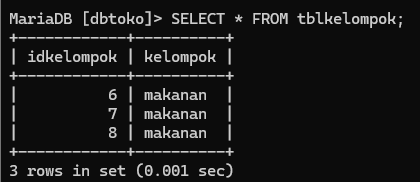 MariaDB [dbtoko]> SELECT * FROM tblkelompok;
+------------+----------+
| idkelompok | kelompok |
+------------+----------+
|          6 | makanan  |
|          7 | makanan  |
|          8 | makanan  |
+------------+----------+
3 rows in set (0.001 sec)